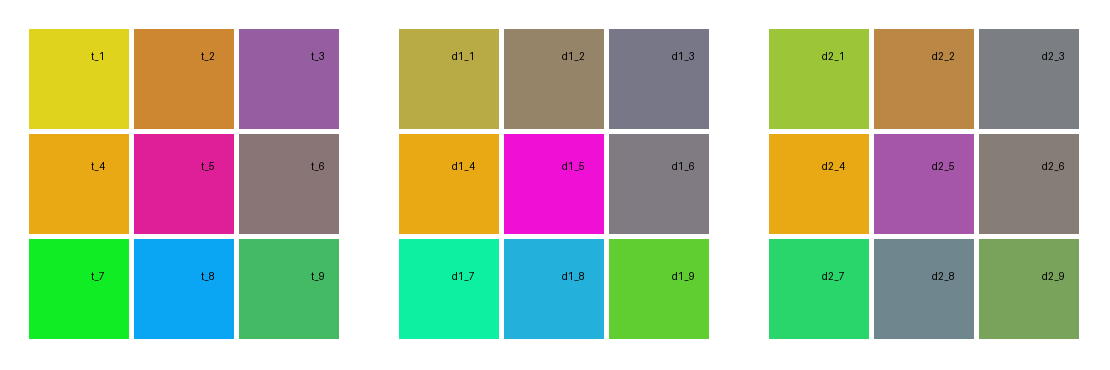 t_1 t_2 t_3 d1_1 d1_2 d1_3 d2_1 d2_2 d2_3
t_4 t_5 t_6 d1_4 d1_5 d1_6 d2_4 d2_5 d2_6
t_7 t_8 t_9 d1_7 d1_8 d1_9 d2_7 d2_8 d2_9